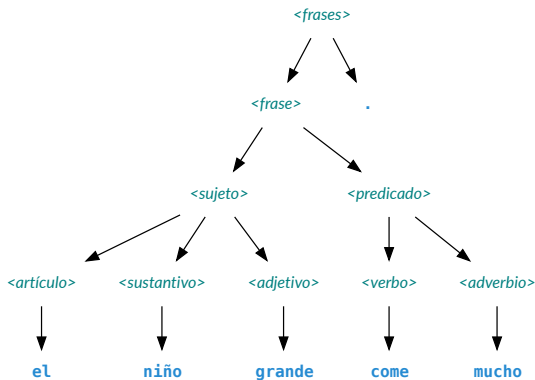 <frases>
<frase> .
<sujeto> <predicado>
<artículo> <sustantivo> <adjetivo> <verbo> <adverbio>
el niño grande come mucho